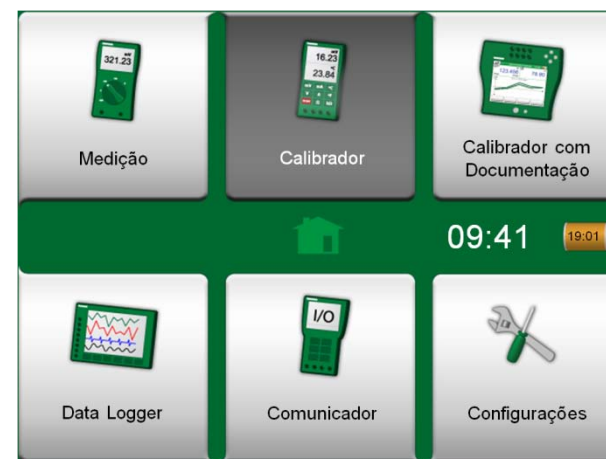 321.23
16.23
23.84
Medição
Calibrador
Calibrador com
Documentação
09:41
19:01
I/O
Data Logger
Comunicador
Configurações